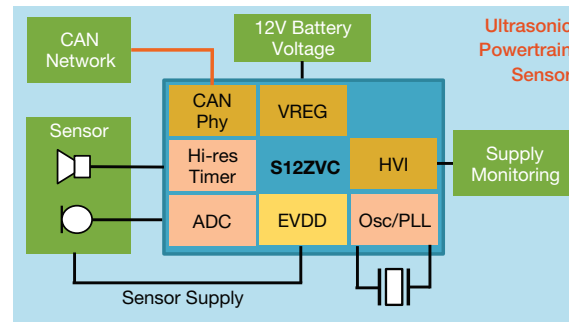 CAN
Network
12V Battery
Voltage
Ultrasonic
Powertrain
Sensor
CAN
Phy
VREG
Sensor
Hi-res
Timer
S12ZVC
HVI
Supply
Monitoring
ADC
EVDD
Osc/PLL
Sensor Supply